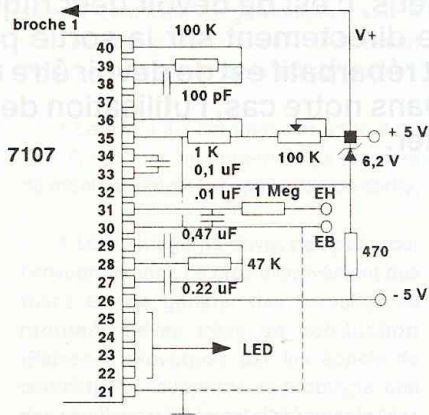 broche 1
100 K
V+
40
39
38
100 pF
37
36
35
+ 5 V
7107
34
1 K
100 K
6,2 V
33
0,1 uF
32
.01 uF
1 Meg
EH
31
30
EB
0,47 uF
29
28
47 K
470
27
0.22 uF
26
- 5 V
25
24
LED
23
22
21